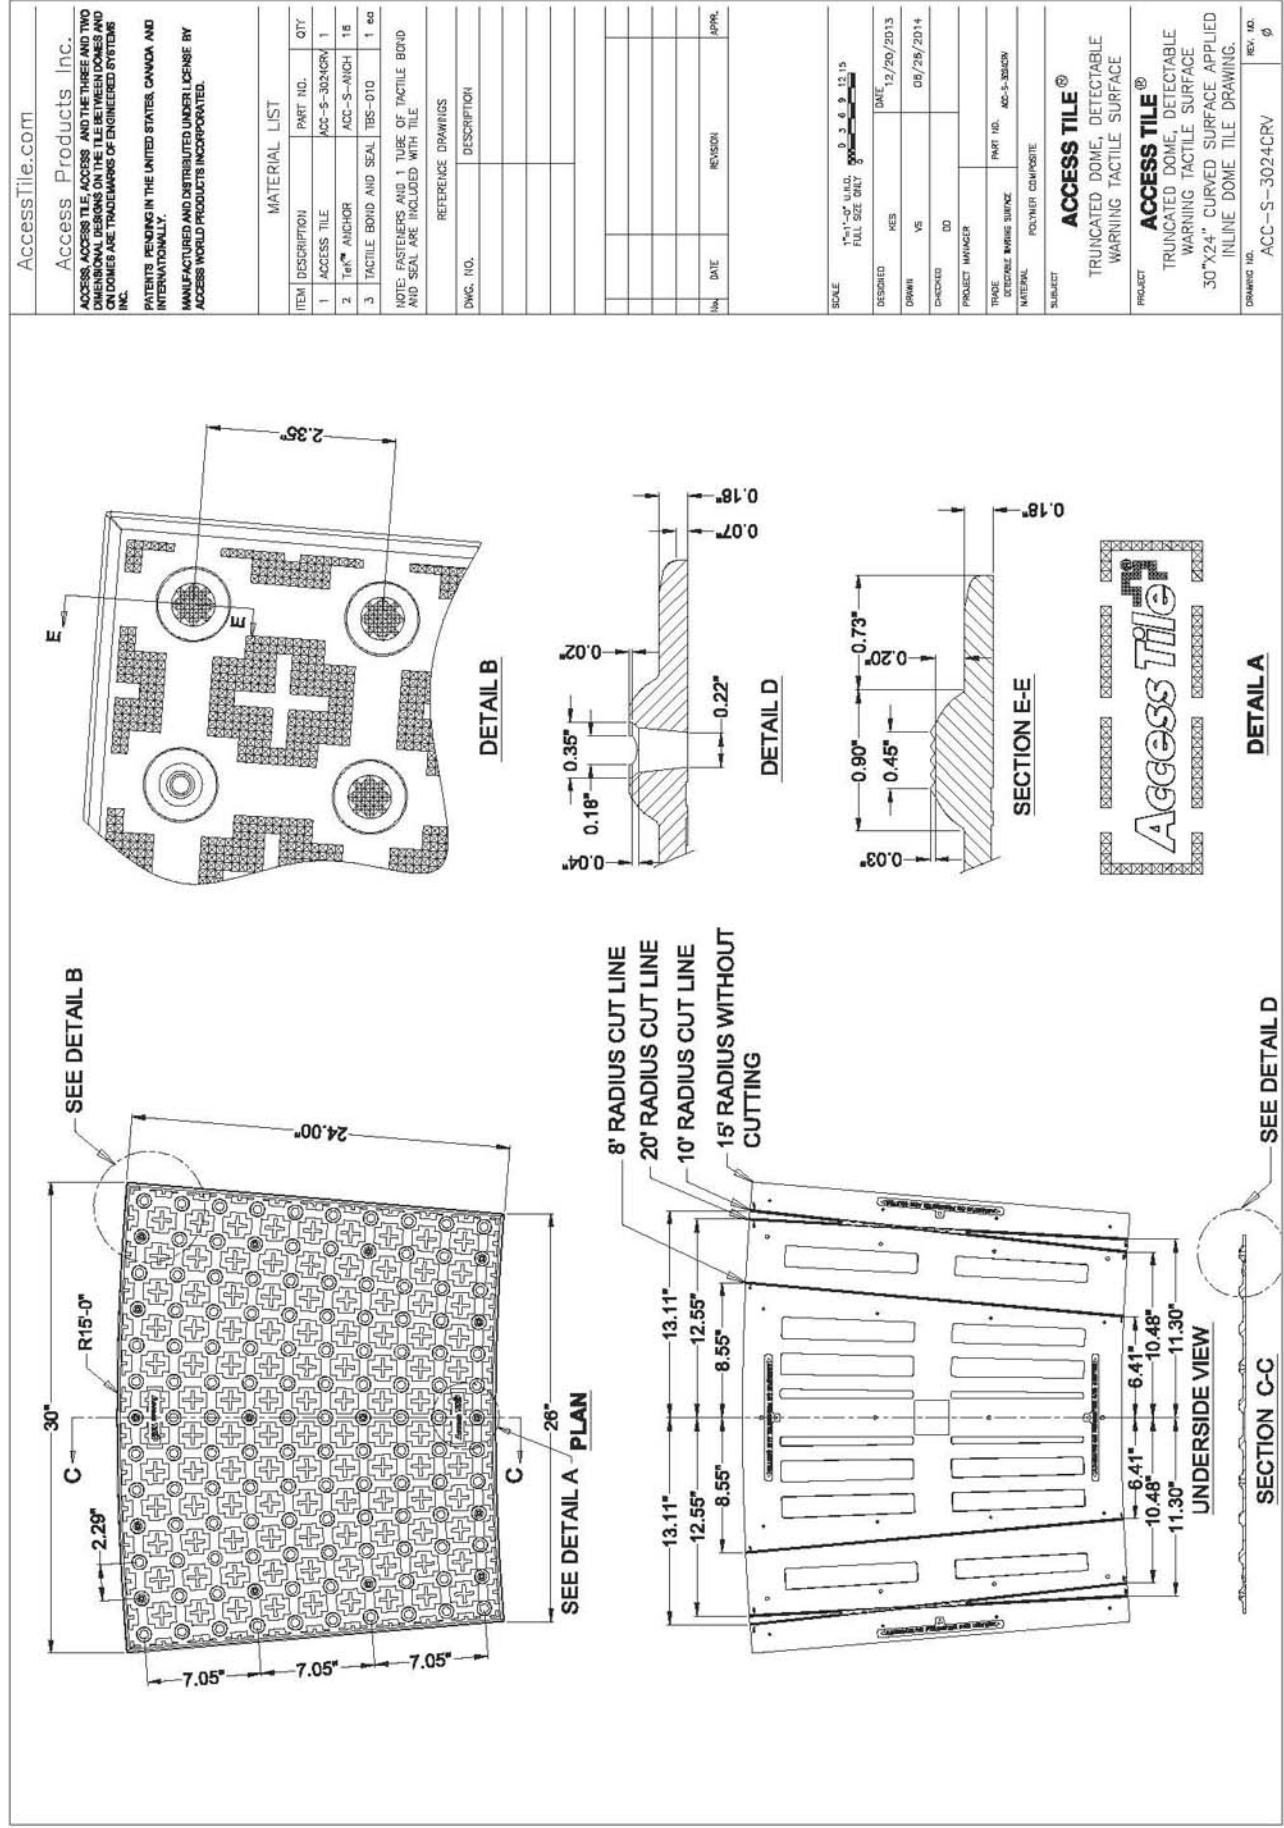 AccessTile.com
Access Products Inc.
ACCESS, ACCESS TILE, ACCESS AND THE THREE AND TWO
DIMENSIONAL DESIGNS ON THE TILE BETWEEN DOMES AND
ON DOMES ARE TRADEMARKS OF ENGINEERED SYSTEMS
INC.
PATENTS PENDING IN THE UNITED STATES, CANADA AND
INTERNATIONALLY.
MANUFACTURED AND DISTRIBUTED UNDER LICENSE BY
ACCESS WORLD PRODUCTS INCORPORATED.
MATERIAL LIST
ITEM DESCRIPTION PART NO. QTY
1 ACCESS TILE ACC-S-3024CRV 1
2 TeK™ ANCHOR ACC-S-ANCH
3 TACTILE BOND AND SEAL TBS-010 1 ea
NOTE: FASTENERS AND 1 TUBE OF TACTILE BOND
AND SEAL ARE INCLUDED WITH TILE
REFERENCE DRAWINGS
DWG. NO. DESCRIPTION
No. DATE REVISION APPR.
SCALE 1"=1'-0" U.N.O. 0 3 6 9 12 15
FULL SIZE ONLY
DESIGNED KES DATE 12/20/2013
DRAWN VS 08/26/2014
CHECKED DD
PROJECT MANAGER
TRADE DETECTABLE WARNING SURFACE PART NO. ACC-S-3024CRV
MATERIAL POLYMER COMPOSITE
SUBJECT
ACCESS TILE ®
TRUNCATED DOME, DETECTABLE
WARNING TACTILE SURFACE
PROJECT
ACCESS TILE ®
TRUNCATED DOME, DETECTABLE
WARNING TACTILE SURFACE
30"X24" CURVED SURFACE APPLIED
INLINE DOME TILE DRAWING.
DRAWING NO. REV. NO.
ACC-S-3024CRV Ø
SEE DETAIL B
30"
R15'-0"
2.29"
C
C
24.00"
7.05"
7.05"
7.05"
26"
SEE DETAIL A
PLAN
E
E
2.35"
DETAIL B
0.35"
0.18"
0.04"
0.02"
0.22"
0.07"
0.18"
DETAIL D
0.90"
0.73"
0.45"
0.20"
0.03"
0.18"
SECTION E-E
Access Tile ®
DETAIL A
8' RADIUS CUT LINE
20' RADIUS CUT LINE
10' RADIUS CUT LINE
15' RADIUS WITHOUT
CUTTING
13.11" 13.11"
12.55" 12.55"
8.55" 8.55"
6.41" 6.41"
10.48" 10.48"
11.30" 11.30"
UNDERSIDE VIEW
SEE DETAIL D
SECTION C-C